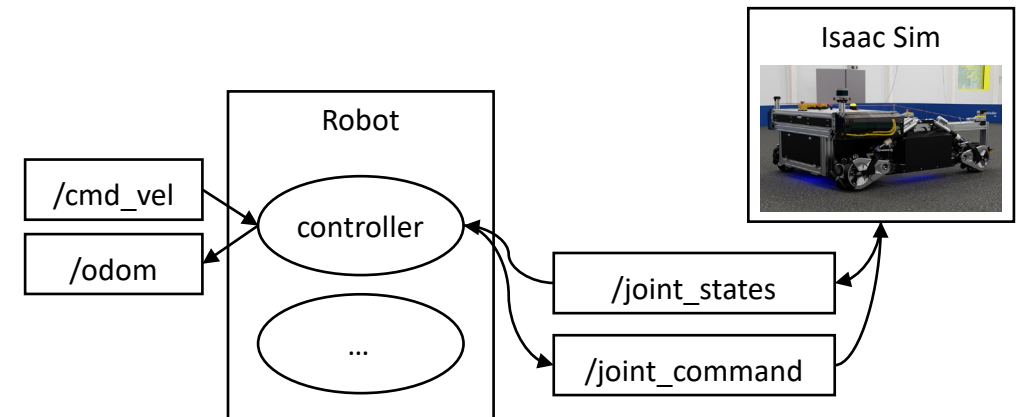 Isaac Sim
Robot
/cmd_vel
controller
/odom
/joint_states
...
/joint_command